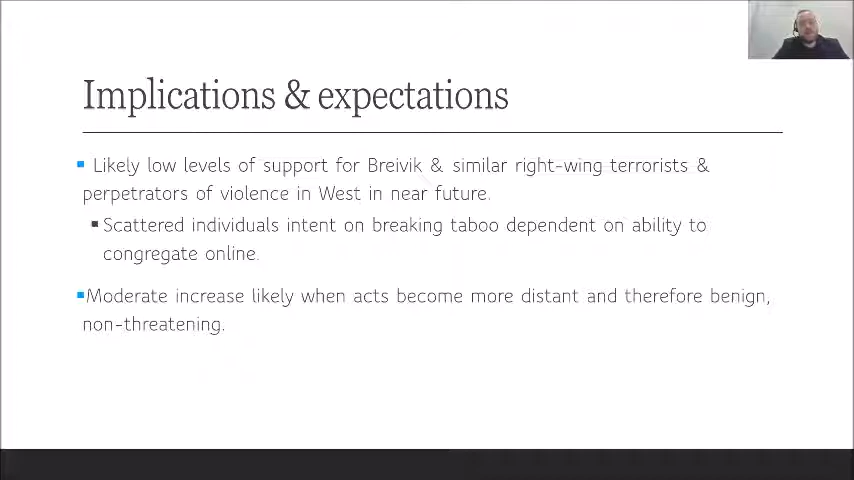 Implications & expectations
Likely low levels of support for Breivik & similar right-wing terrorists &
perpetrators of violence in West in near future.
Scattered individuals intent on breaking taboo dependent on ability to
congregate online.
Moderate increase likely when acts become more distant and therefore benign,
non-threatening.